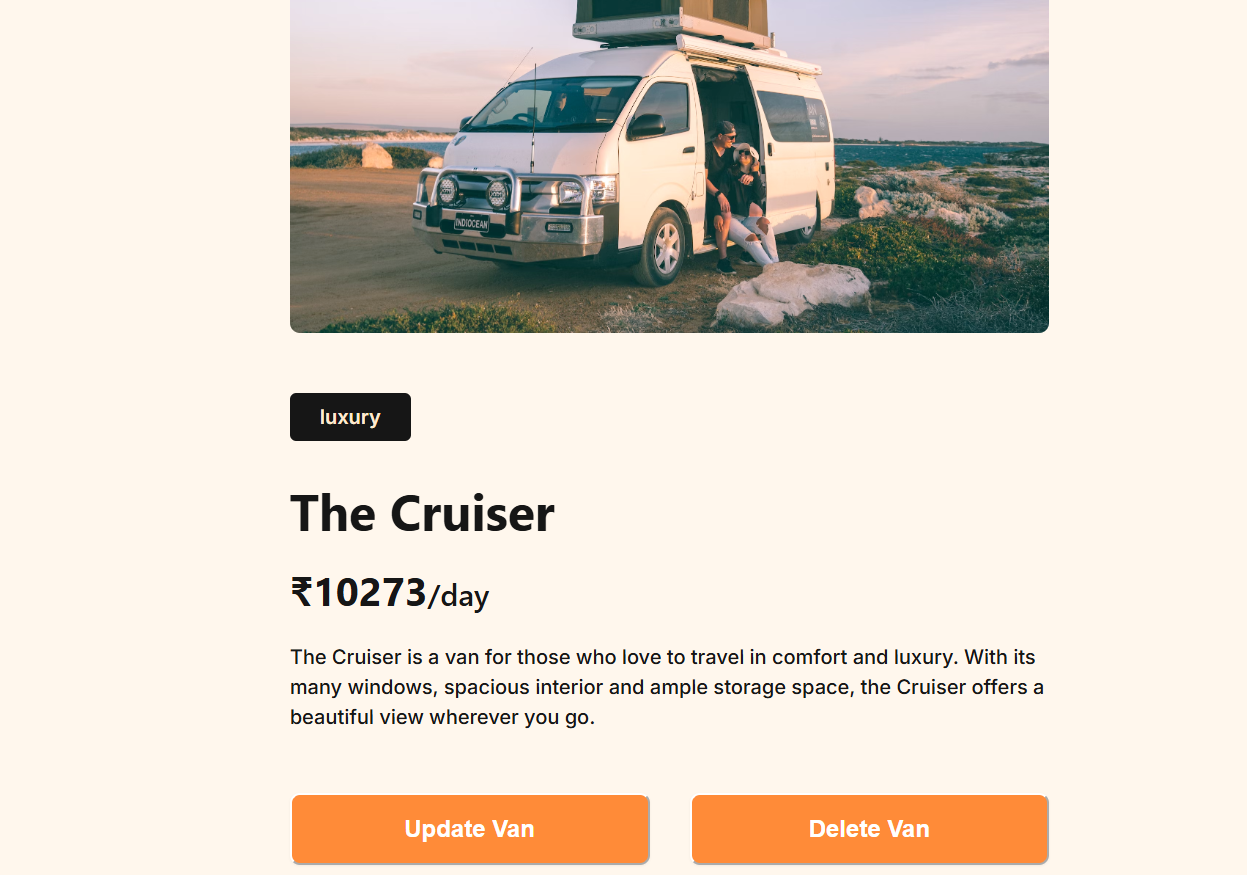 INDIOCEAN
luxury
The Cruiser
₹10273/day
The Cruiser is a van for those who love to travel in comfort and luxury. With its
many windows, spacious interior and ample storage space, the Cruiser offers a
beautiful view wherever you go.
Update Van Delete Van